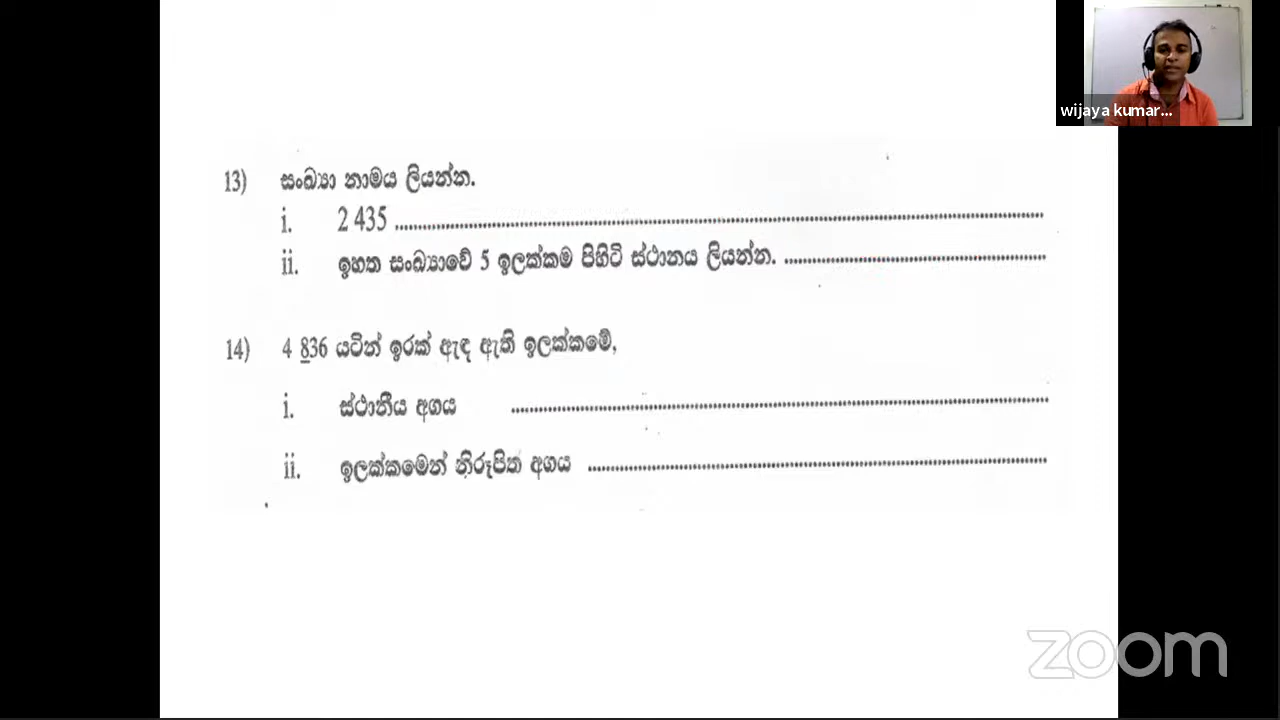 wijaya kumar...
13) සංඛ්‍යා නාමය ලියන්න.
i. 2 435 ................................................................
ii. ඉහත සංඛ්‍යාවේ 5 ඉලක්කම පිහිටි ස්ථානය ලියන්න. ................................
14) 4 836 යටින් ඉරක් ඇඳ ඇති ඉලක්කමේ,
i. ස්ථානීය අගය ................................................................
ii. ඉලක්කමෙන් නිරූපිත අගය ................................................................
zoom